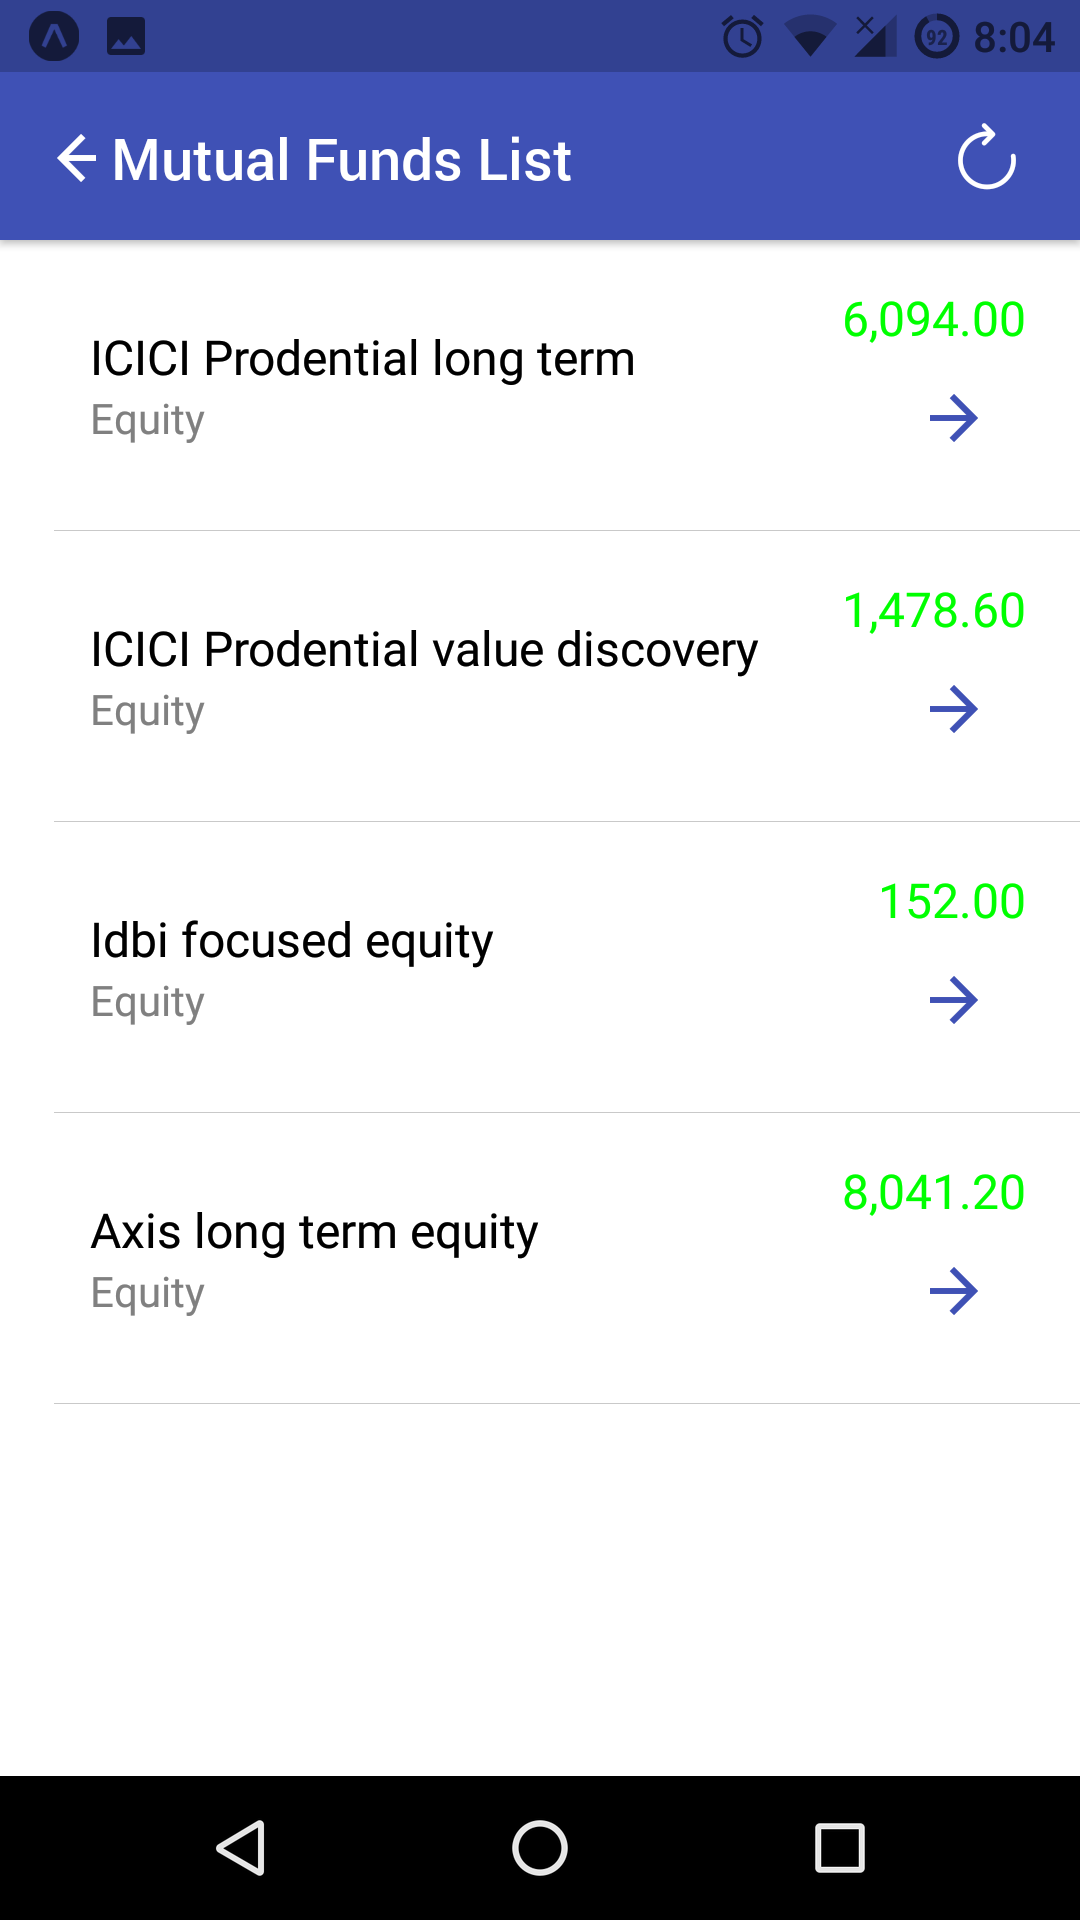 92 8:04
Mutual Funds List
6,094.00
ICICI Prodential long term
Equity
1,478.60
ICICI Prodential value discovery
Equity
152.00
Idbi focused equity
Equity
8,041.20
Axis long term equity
Equity